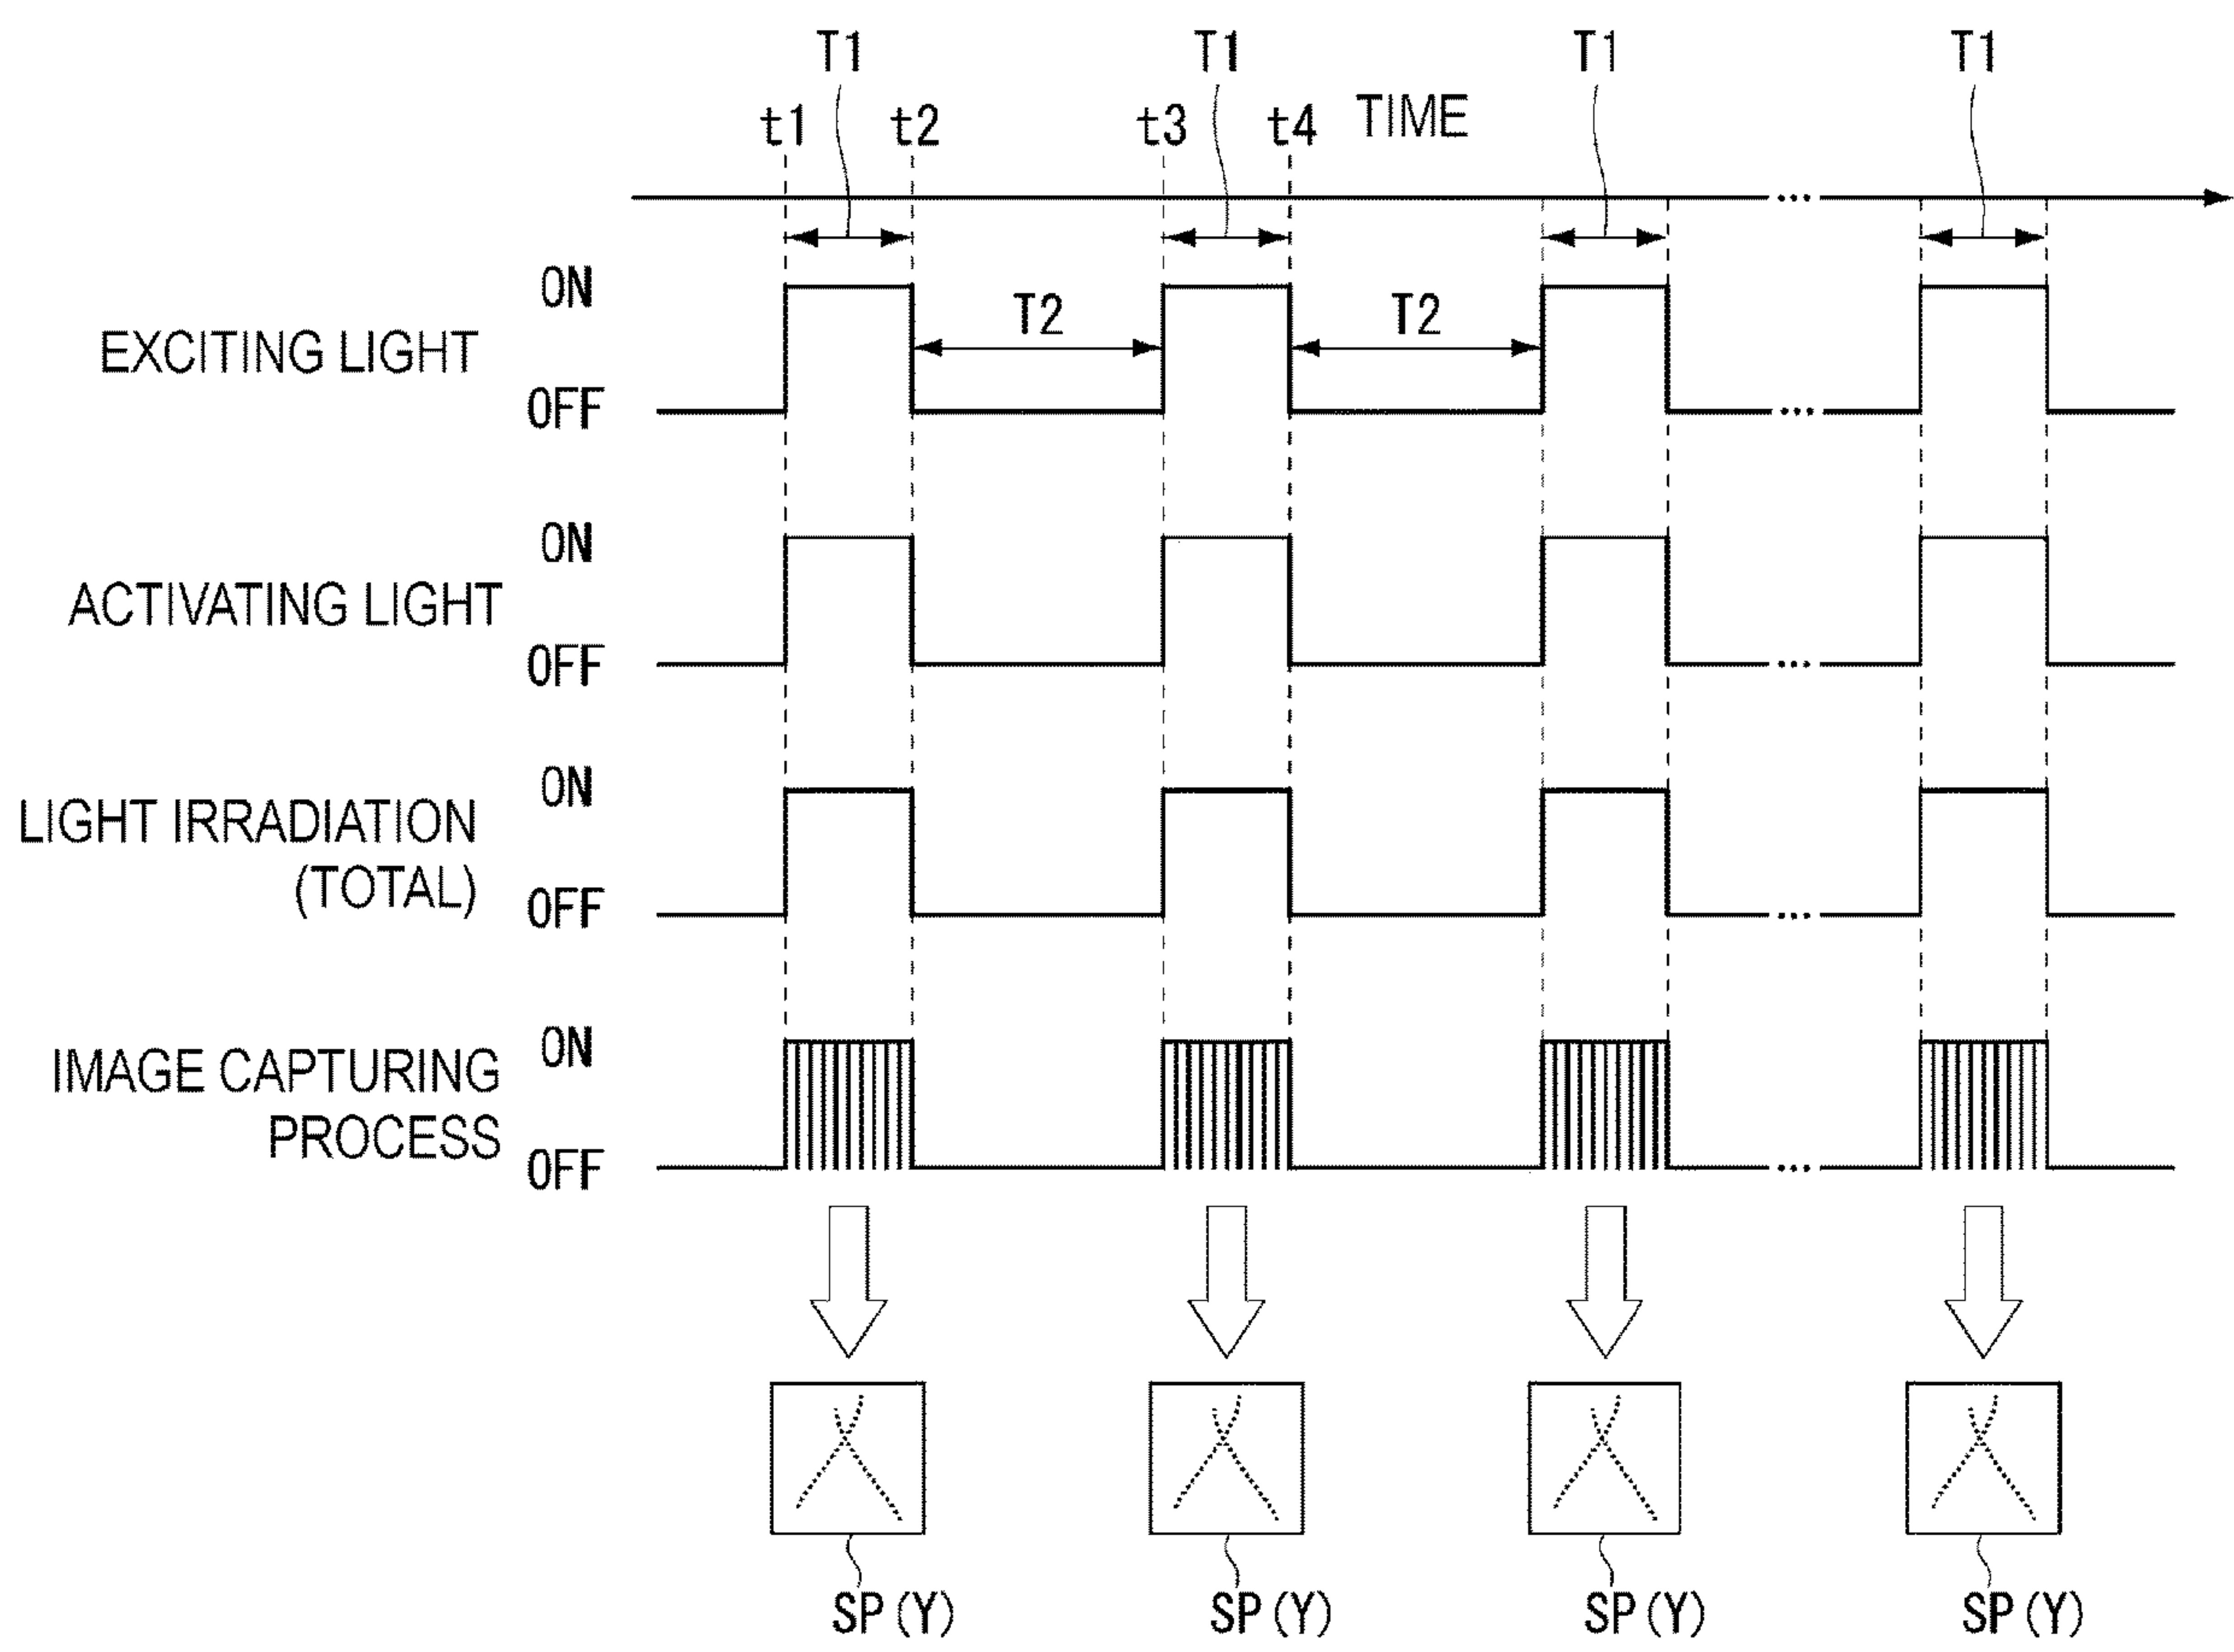 T1 T1 T1 T1
t1 t2 t3 t4 TIME
ON
T2 T2
EXCITING LIGHT
OFF
ON
ACTIVATING LIGHT
OFF
ON
LIGHT IRRADIATION
(TOTAL)
OFF
ON
IMAGE CAPTURING
PROCESS
OFF
SP(Y) SP(Y) SP(Y) SP(Y)